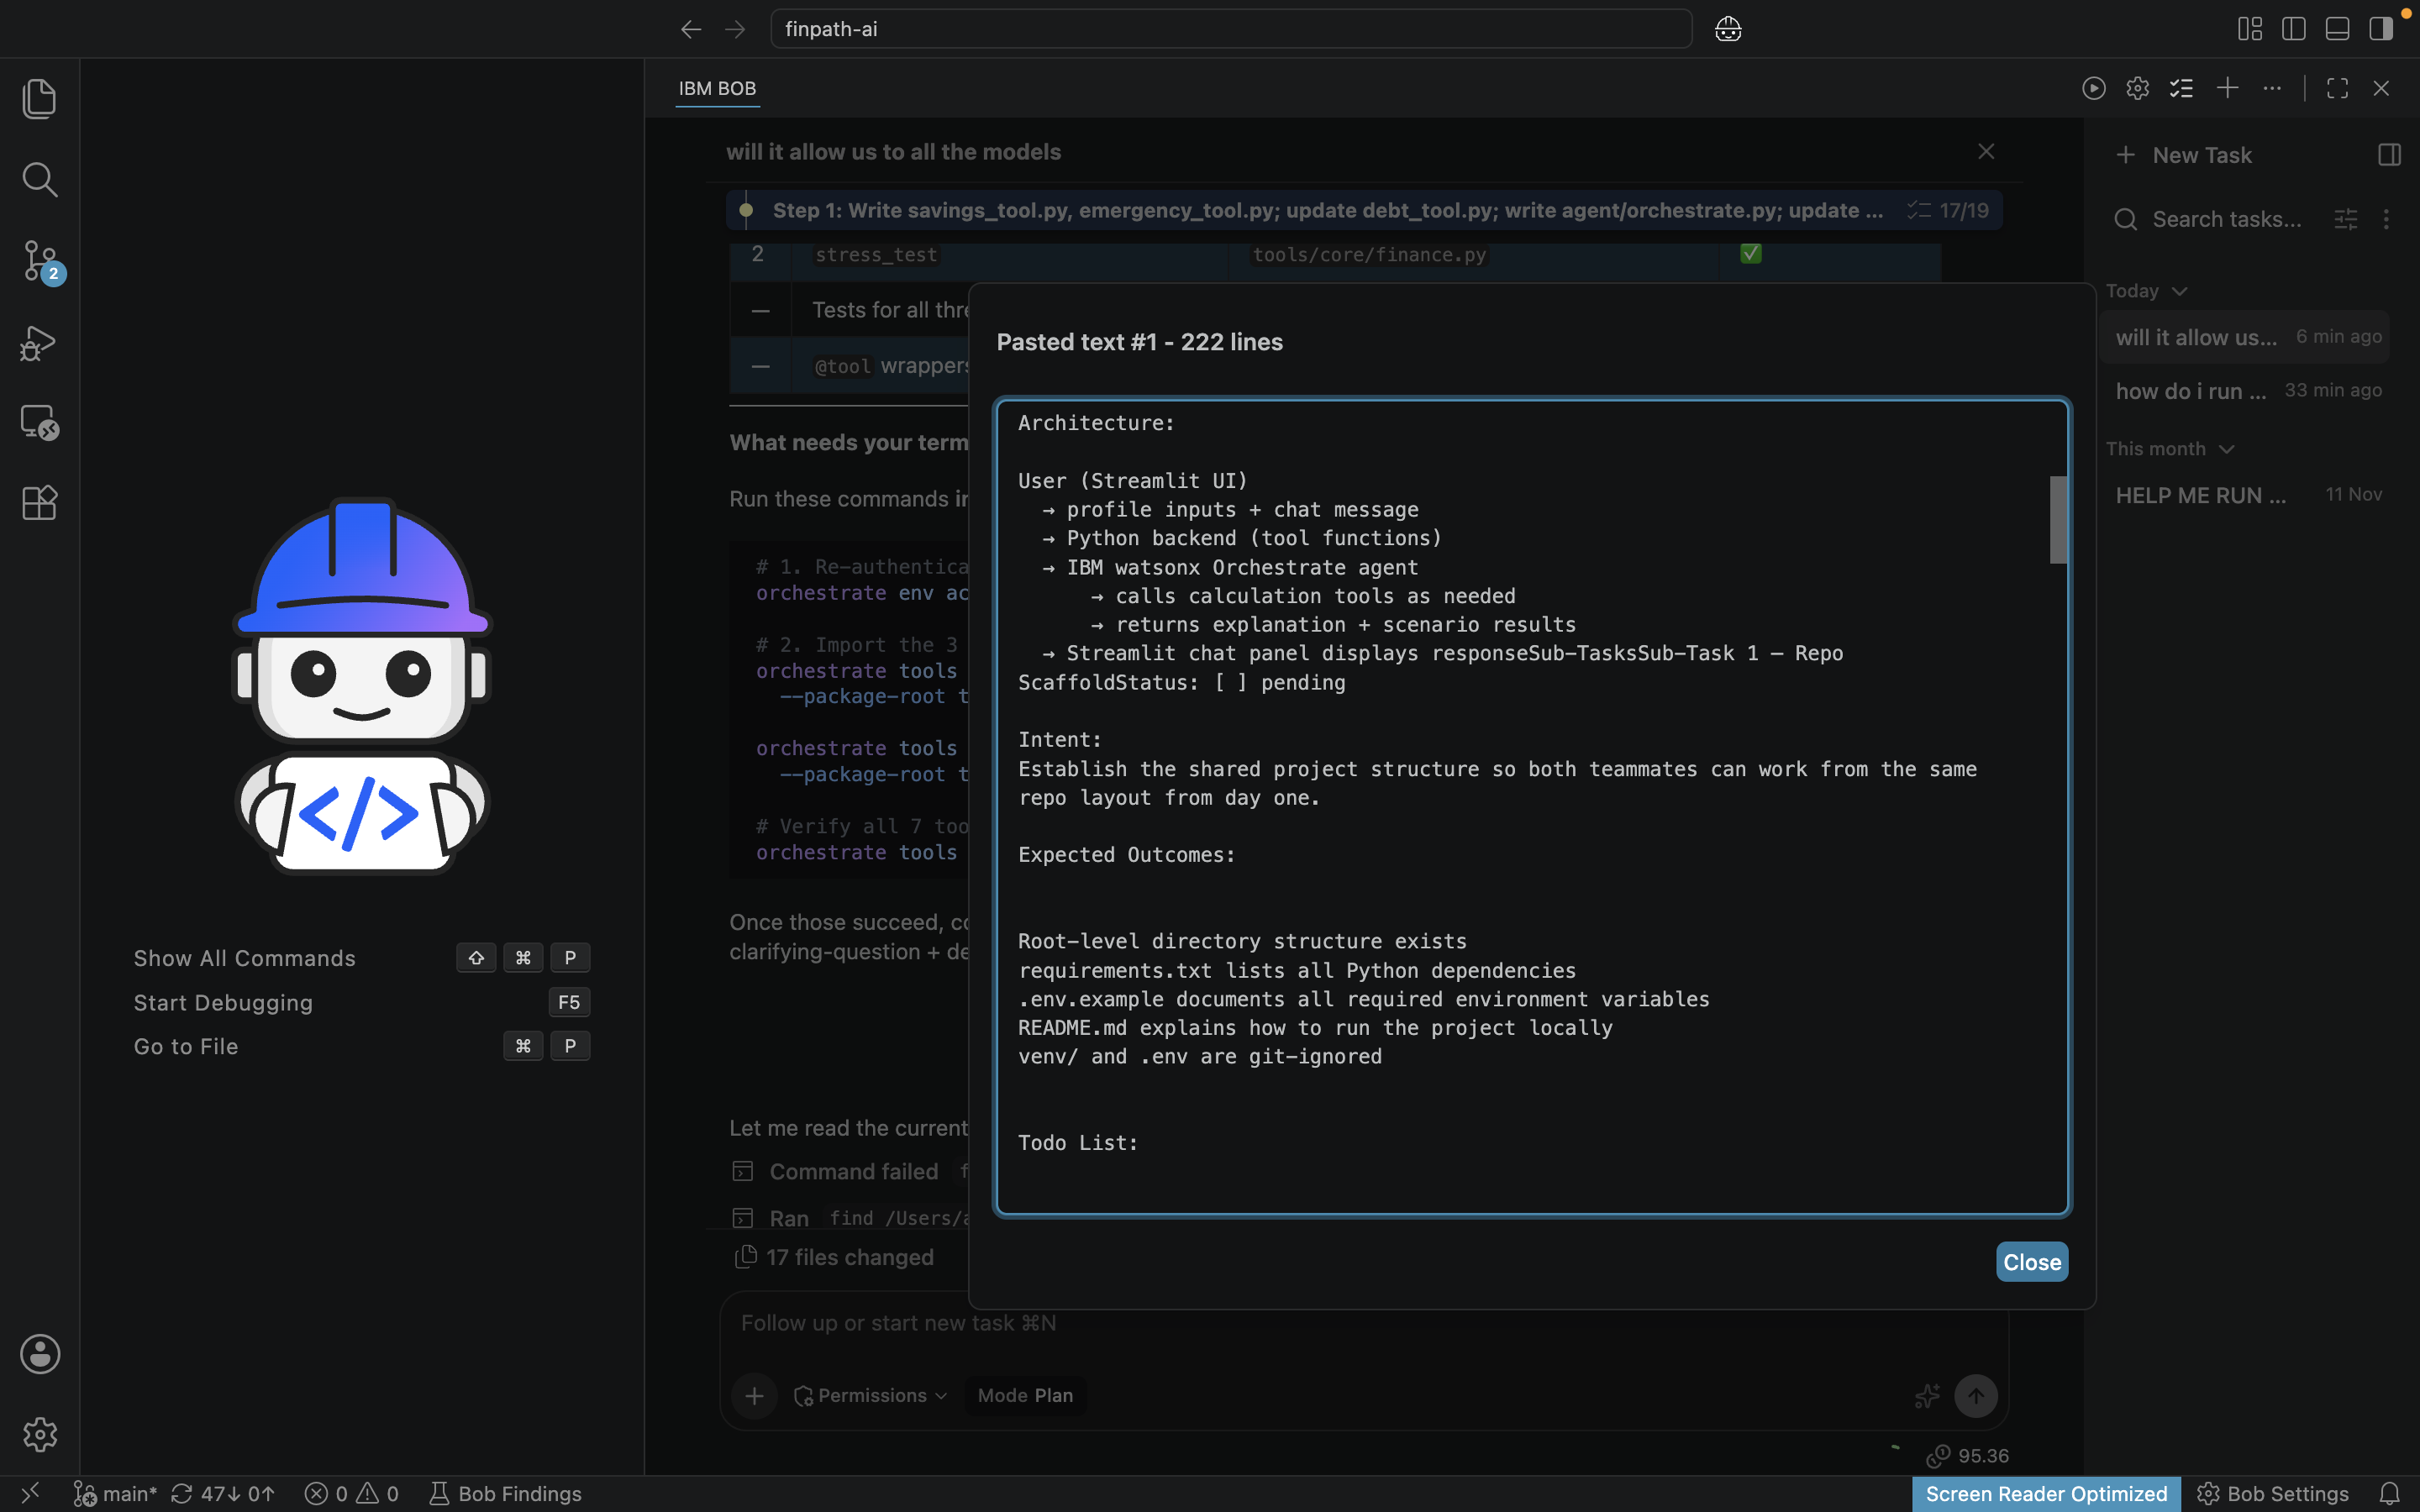 finpath-ai
IBM BOB
will it allow us to all the models
Step 1: Write savings_tool.py, emergency_tool.py; update debt_tool.py; write agent/orchestrate.py; update ... 17/19
2 stress_test tools/core/finance.py ✅
— Tests for all thre
— @tool wrappers
What needs your term
Run these commands in
# 1. Re-authentica
orchestrate env ac
# 2. Import the 3
orchestrate tools
--package-root t
orchestrate tools
--package-root t
# Verify all 7 too
orchestrate tools
Once those succeed, co
clarifying-question + de
Let me read the current
Command failed f
Ran find /Users/a
17 files changed
Follow up or start new task ⌘N
Permissions
Mode Plan
95.36
Pasted text #1 - 222 lines
Architecture:
User (Streamlit UI)
→ profile inputs + chat message
→ Python backend (tool functions)
→ IBM watsonx Orchestrate agent
→ calls calculation tools as needed
→ returns explanation + scenario results
→ Streamlit chat panel displays responseSub-TasksSub-Task 1 — Repo
ScaffoldStatus: [ ] pending
Intent:
Establish the shared project structure so both teammates can work from the same
repo layout from day one.
Expected Outcomes:
Root-level directory structure exists
requirements.txt lists all Python dependencies
.env.example documents all required environment variables
README.md explains how to run the project locally
venv/ and .env are git-ignored
Todo List:
Close
New Task
Search tasks...
Today
will it allow us... 6 min ago
how do i run ... 33 min ago
This month
HELP ME RUN ... 11 Nov
2
</>
Show All Commands ⇧ ⌘ P
Start Debugging F5
Go to File ⌘ P
main* 47↓ 0↑ 0 0 Bob Findings
Screen Reader Optimized Bob Settings